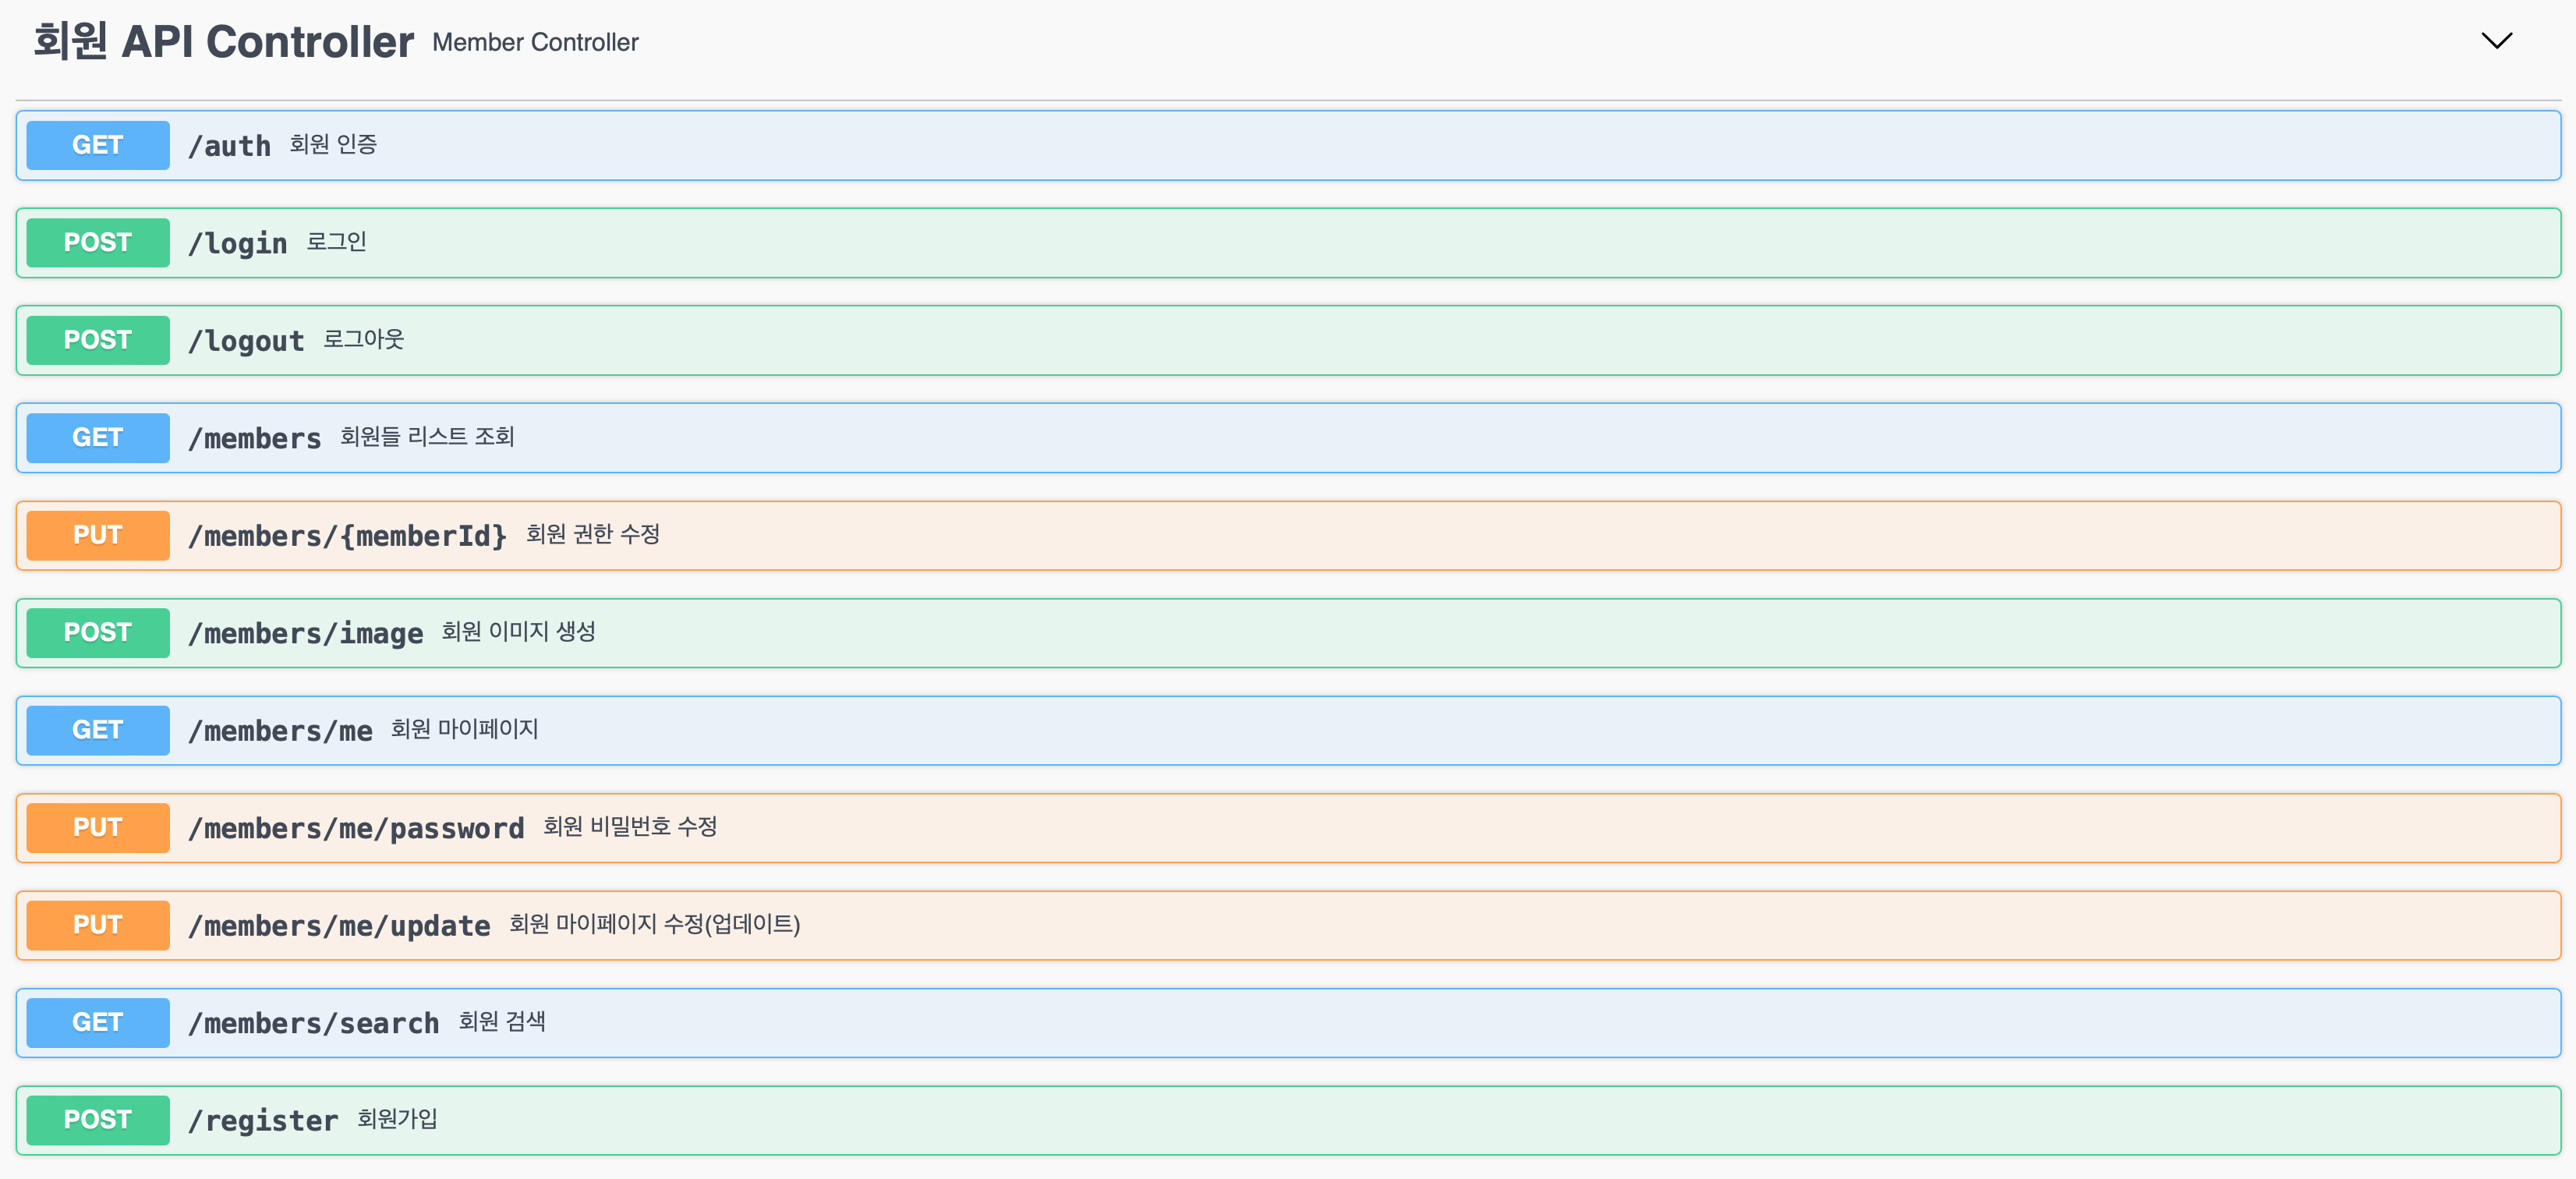 회원 API Controller Member Controller
GET /auth 회원 인증
POST /login 로그인
POST /logout 로그아웃
GET /members 회원들 리스트 조회
PUT /members/{memberId} 회원 권한 수정
POST /members/image 회원 이미지 생성
GET /members/me 회원 마이페이지
PUT /members/me/password 회원 비밀번호 수정
PUT /members/me/update 회원 마이페이지 수정(업데이트)
GET /members/search 회원 검색
POST /register 회원가입